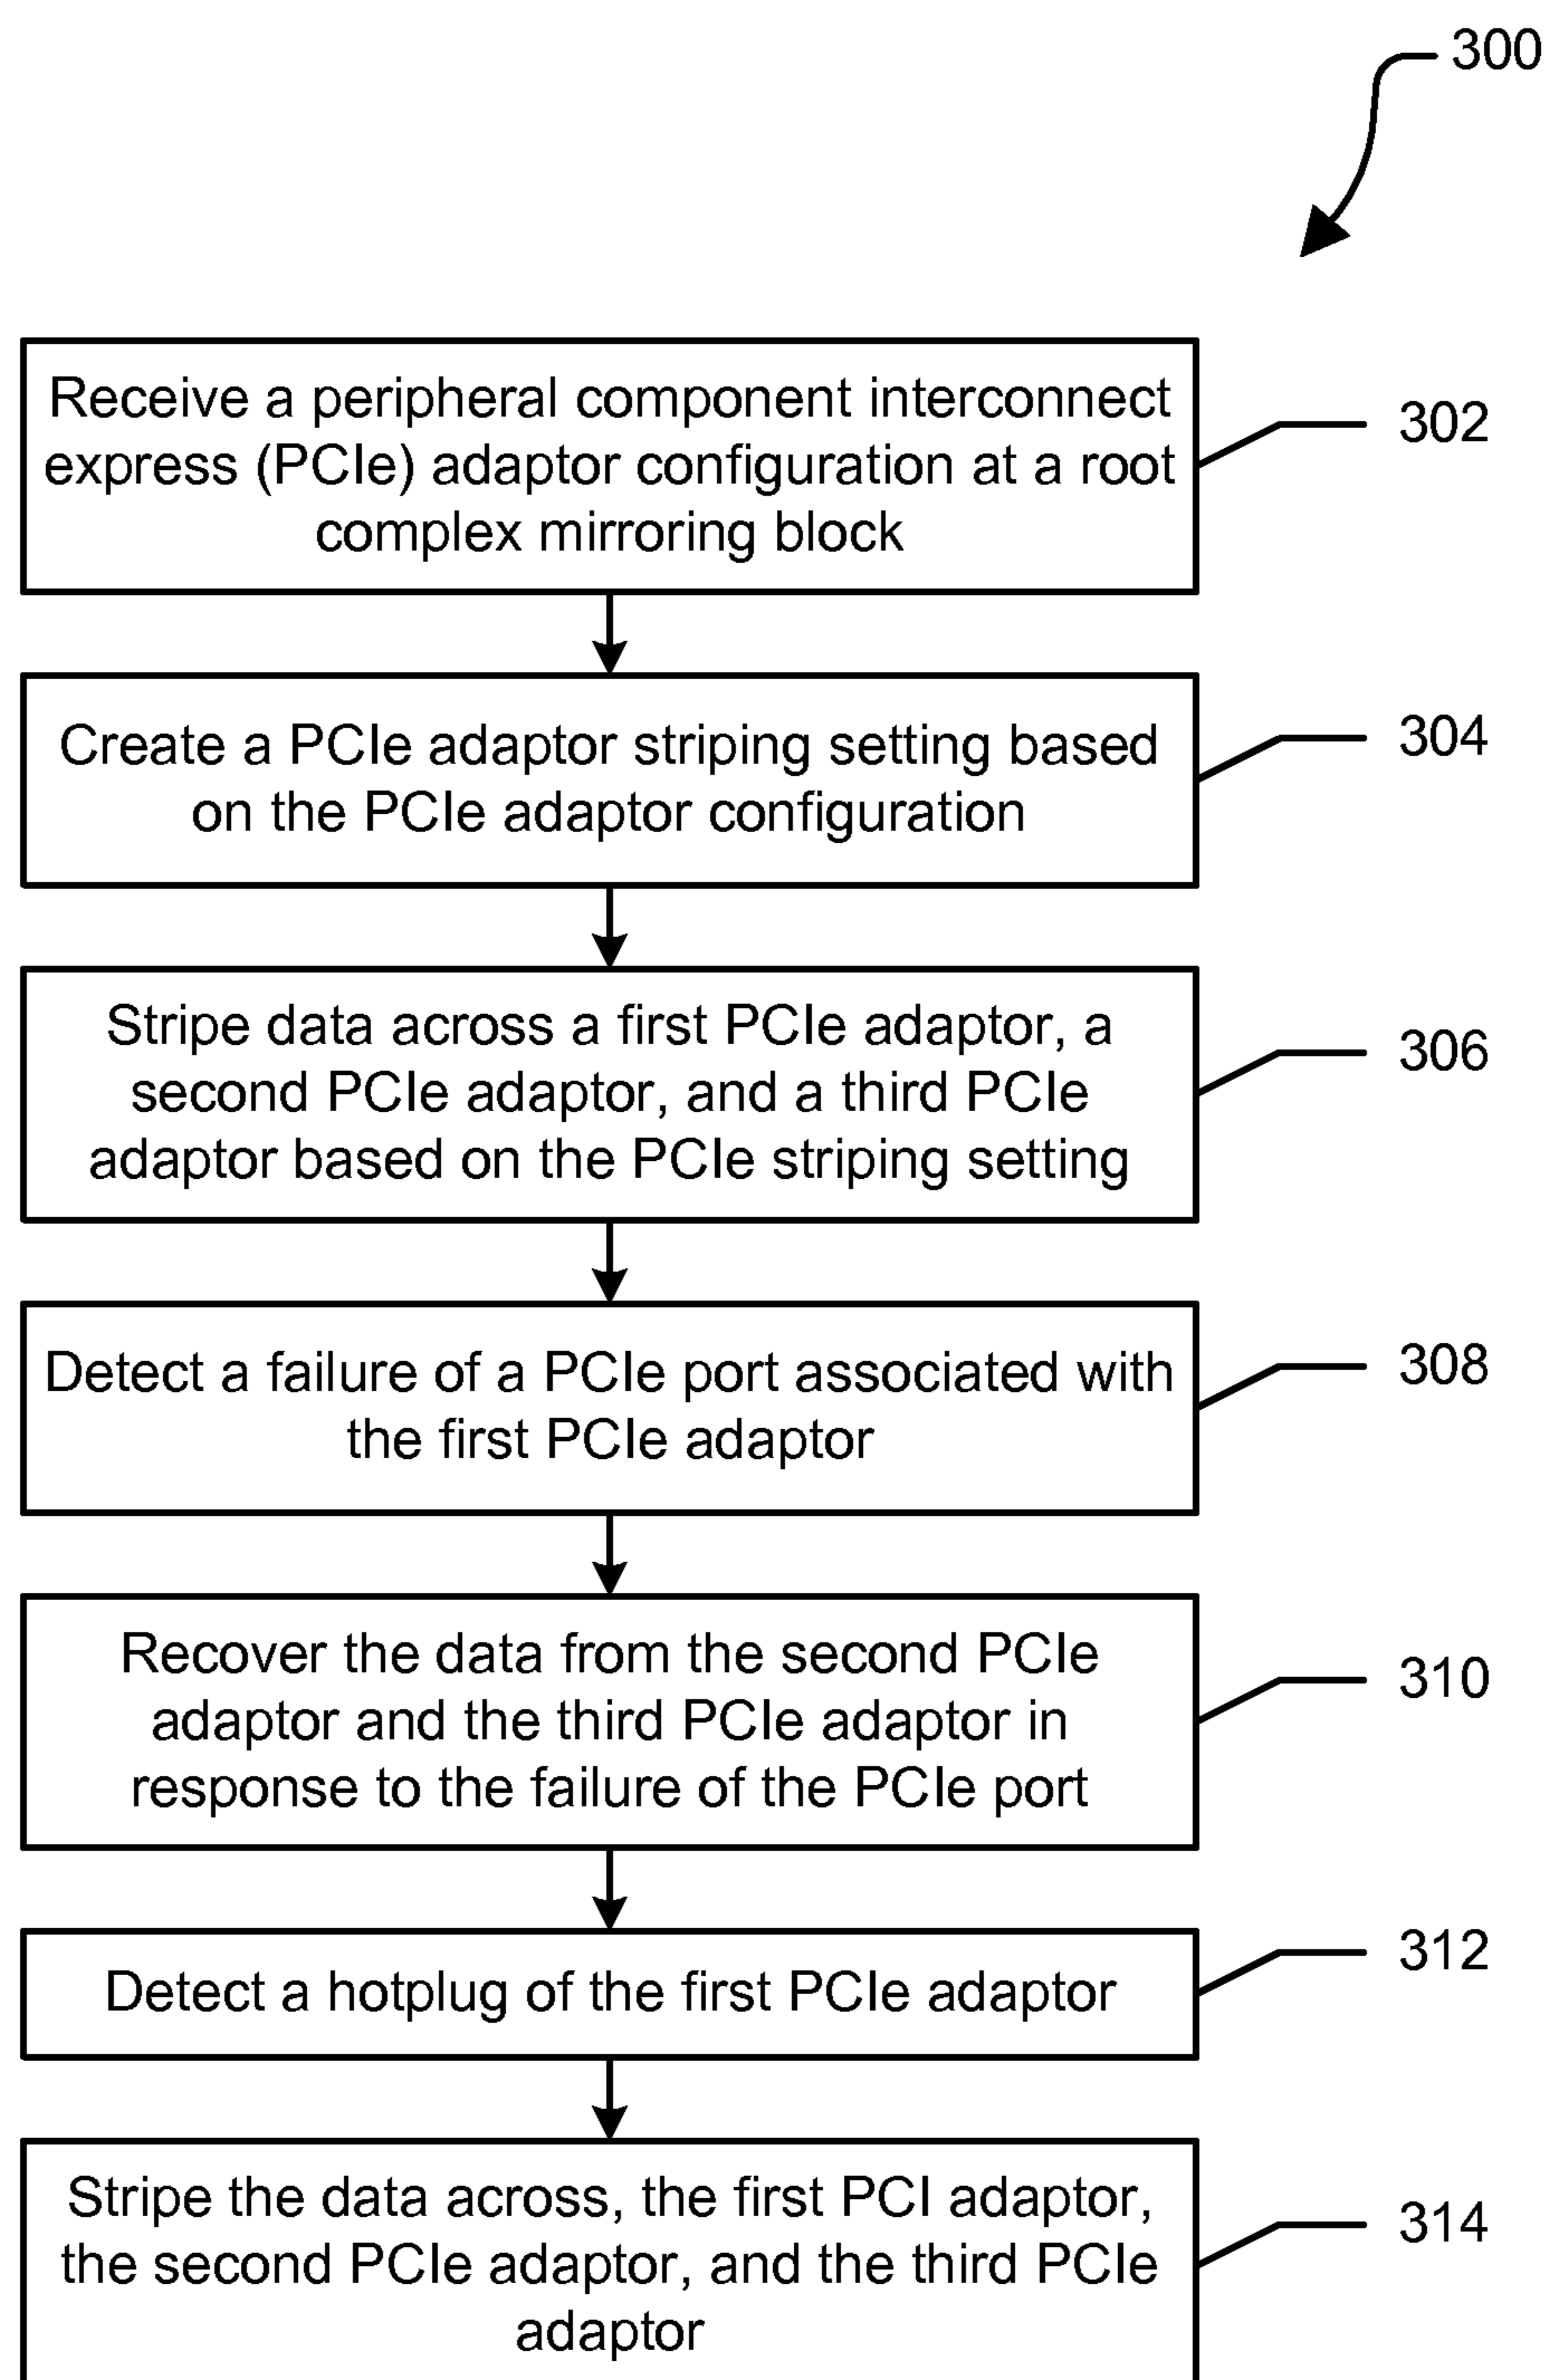 300
Receive a peripheral component interconnect
express (PCIe) adaptor configuration at a root
complex mirroring block
302
Create a PCIe adaptor striping setting based
on the PCIe adaptor configuration
304
Stripe data across a first PCIe adaptor, a
second PCIe adaptor, and a third PCIe
adaptor based on the PCIe striping setting
306
Detect a failure of a PCIe port associated with
the first PCIe adaptor
308
Recover the data from the second PCIe
adaptor and the third PCIe adaptor in
response to the failure of the PCIe port
310
Detect a hotplug of the first PCIe adaptor
312
Stripe the data across, the first PCI adaptor,
the second PCIe adaptor, and the third PCIe
adaptor
314